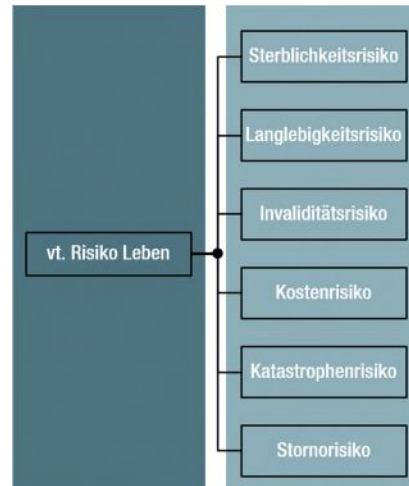 vt. Risiko Leben
Sterblichkeitsrisiko
Langlebigkeitsrisiko
Invaliditätsrisiko
Kostenrisiko
Katastrophenrisiko
Stornorisiko